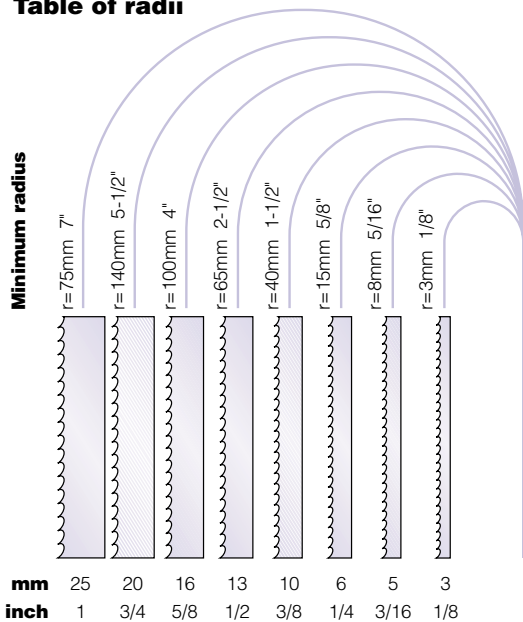 Table of radii
Minimum radius
r=75mm 7"
r=140mm 5-1/2"
r=100mm 4"
r=65mm 2-1/2"
r=40mm 1-1/2"
r=15mm 5/8"
r=8mm 5/16"
r=3mm 1/8"
mm 25 20 16 13 10 6 5 3
inch 1 3/4 5/8 1/2 3/8 1/4 3/16 1/8